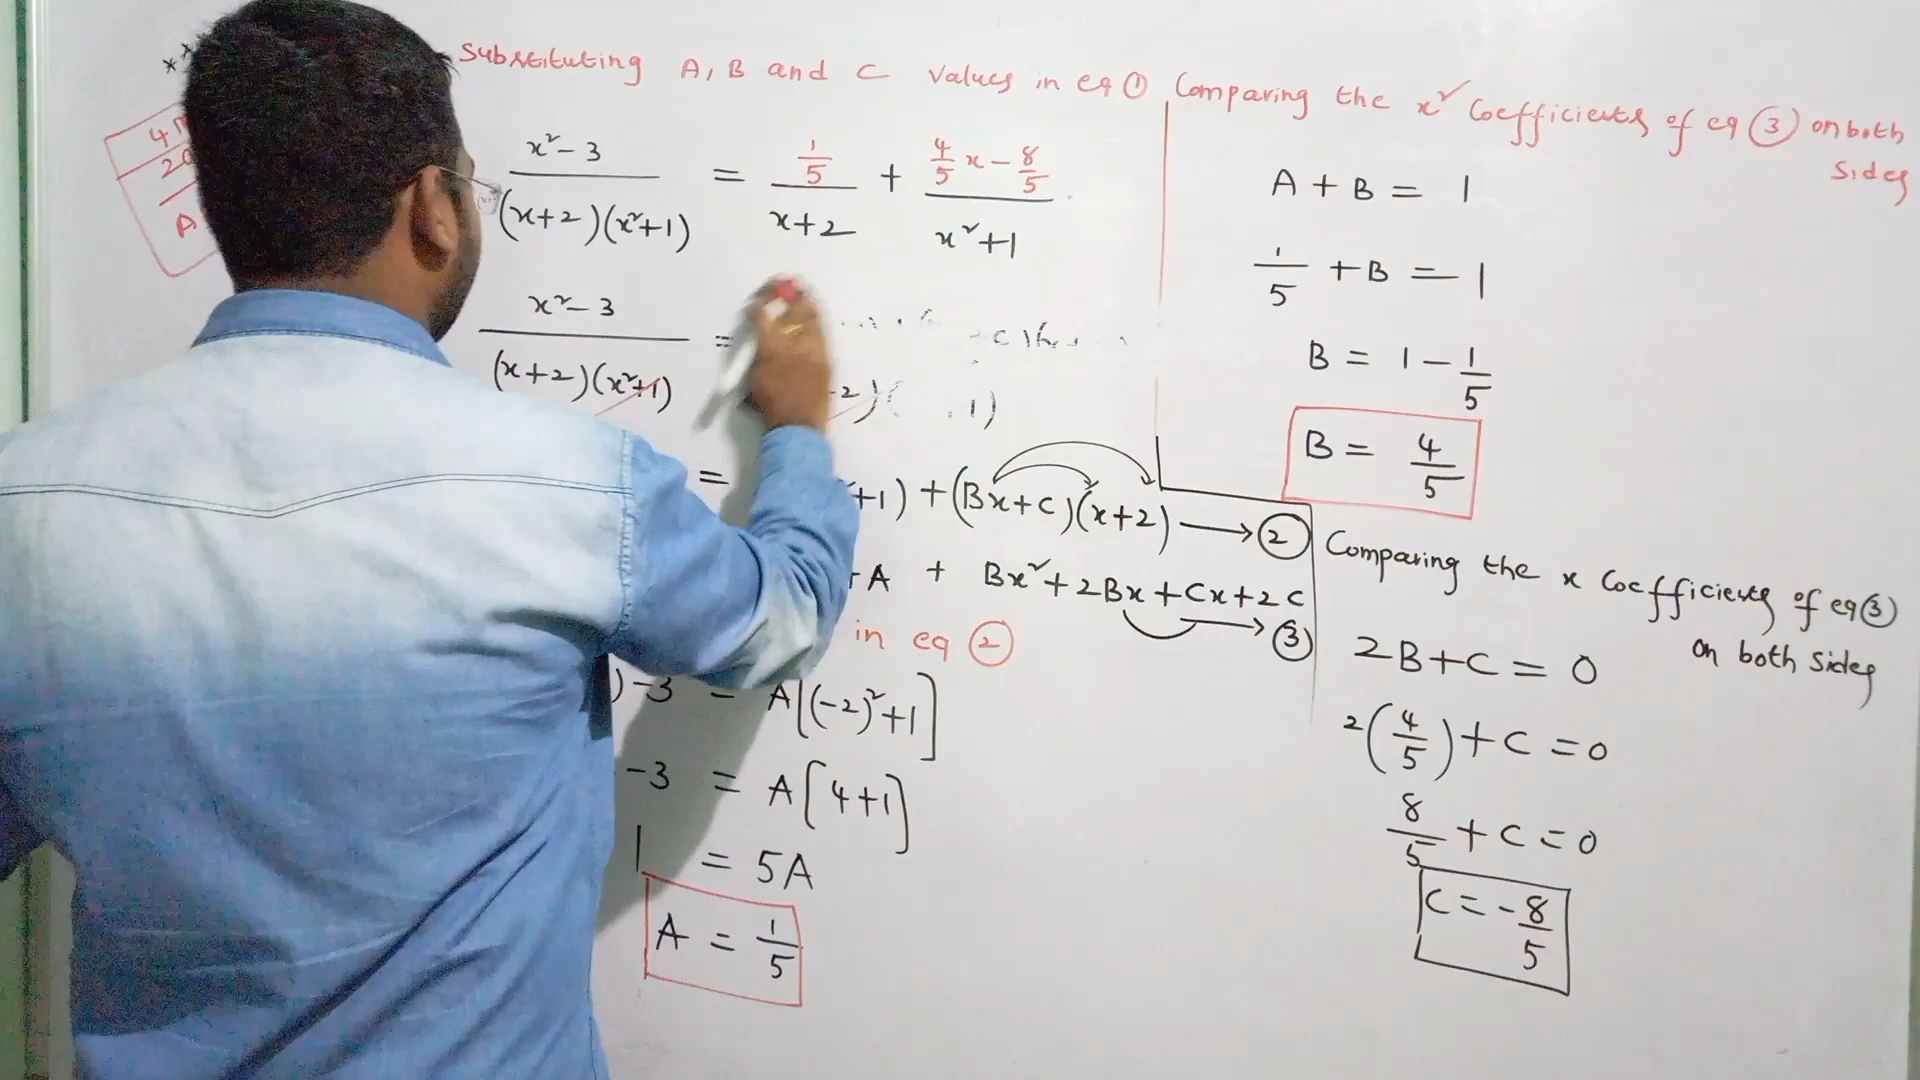 Substituting A, B and C values in eq ①
x² - 3 / (x+2)(x²+1) = 1/5 / x+2 + 4/5 x - 8/5 / x²+1
x² - 3 / (x+2)(x²+1) =
= +1) + (Bx+C)(x+2) → ②
A + Bx² + 2Bx + Cx + 2C → ③
in eq ②
) - 3 = A[(-2)²+1]
-3 = A[4+1]
1 = 5A
A = 1/5
Comparing the x² Coefficients of eq ③ on both
sides
A + B = 1
1/5 + B = 1
B = 1 - 1/5
B = 4/5
Comparing the x Coefficients of eq ③
on both sides
2B + C = 0
2(4/5) + C = 0
8/5 + C = 0
C = -8/5